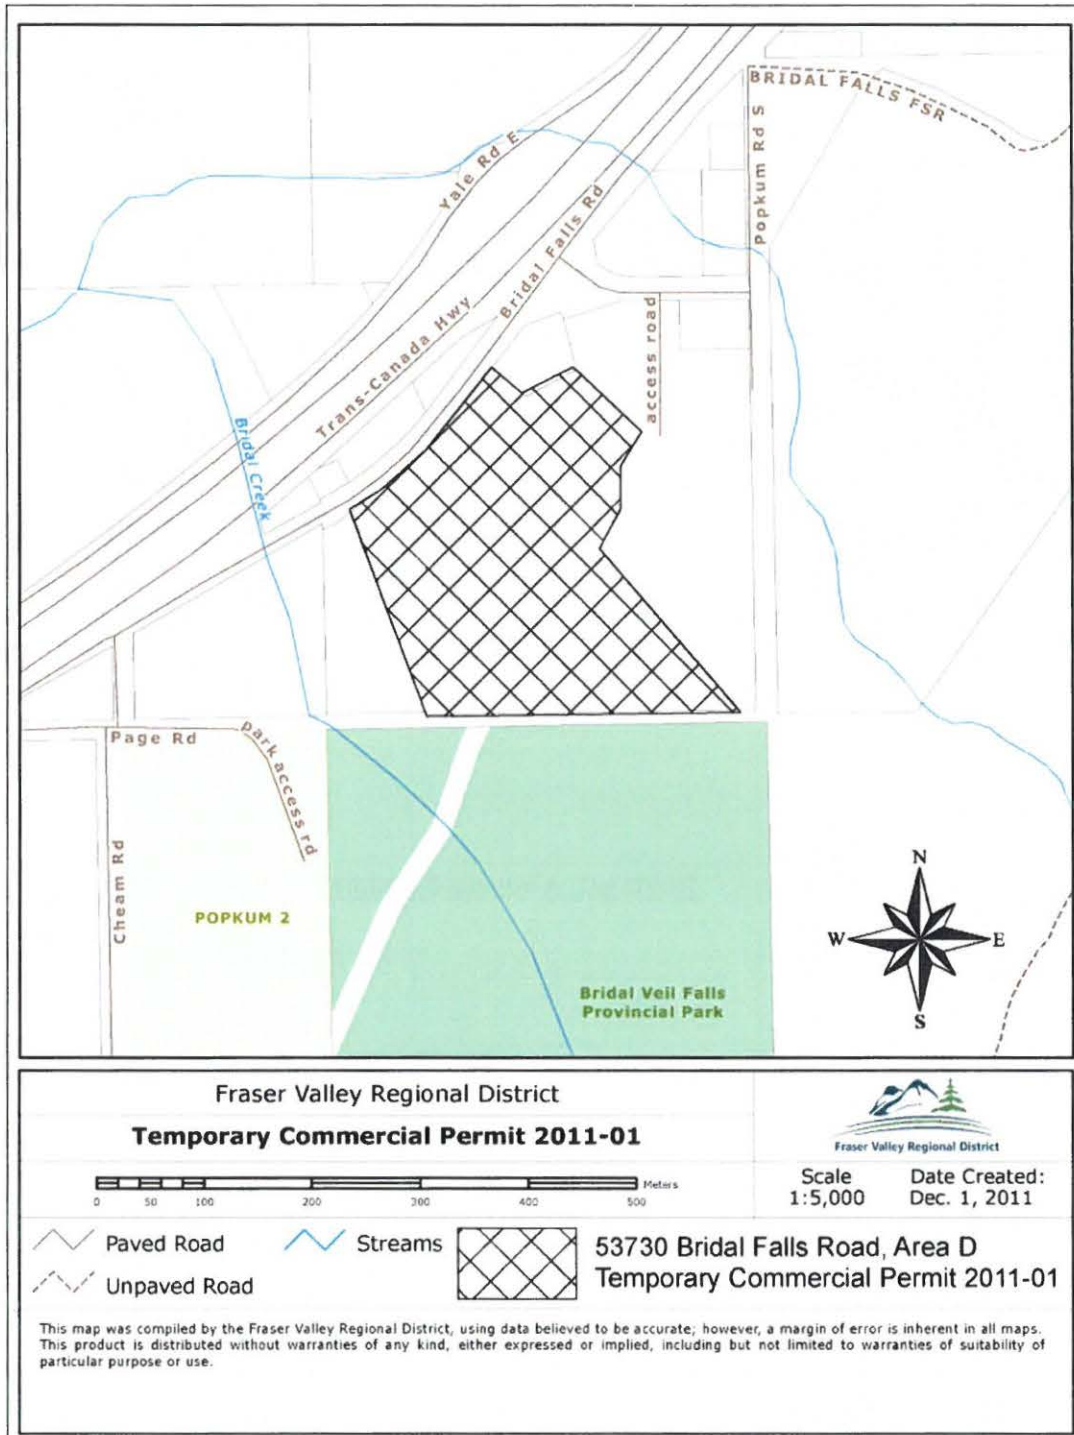 BRIDAL FALLS FSR
Yale Rd E
Popkum Rd S
Bridal Falls Rd
Trans-Canada Hwy
access road
Bridal Creek
Page Rd
park access rd
Cheam Rd
POPKUM 2
Bridal Veil Falls
Provincial Park
N
W
E
S
Fraser Valley Regional District
Temporary Commercial Permit 2011-01
Fraser Valley Regional District
0 50 100 200 300 400 500 Meters
Scale
1:5,000
Date Created:
Dec. 1, 2011
Paved Road
Streams
Unpaved Road
53730 Bridal Falls Road, Area D
Temporary Commercial Permit 2011-01
This map was compiled by the Fraser Valley Regional District, using data believed to be accurate; however, a margin of error is inherent in all maps.
This product is distributed without warranties of any kind, either expressed or implied, including but not limited to warranties of suitability of
particular purpose or use.